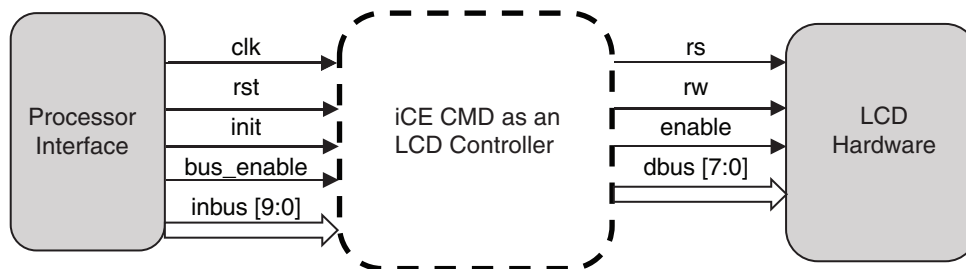 Processor
Interface
clk
rst
init
bus_enable
inbus [9:0]
iCE CMD as an
LCD Controller
rs
rw
enable
dbus [7:0]
LCD
Hardware